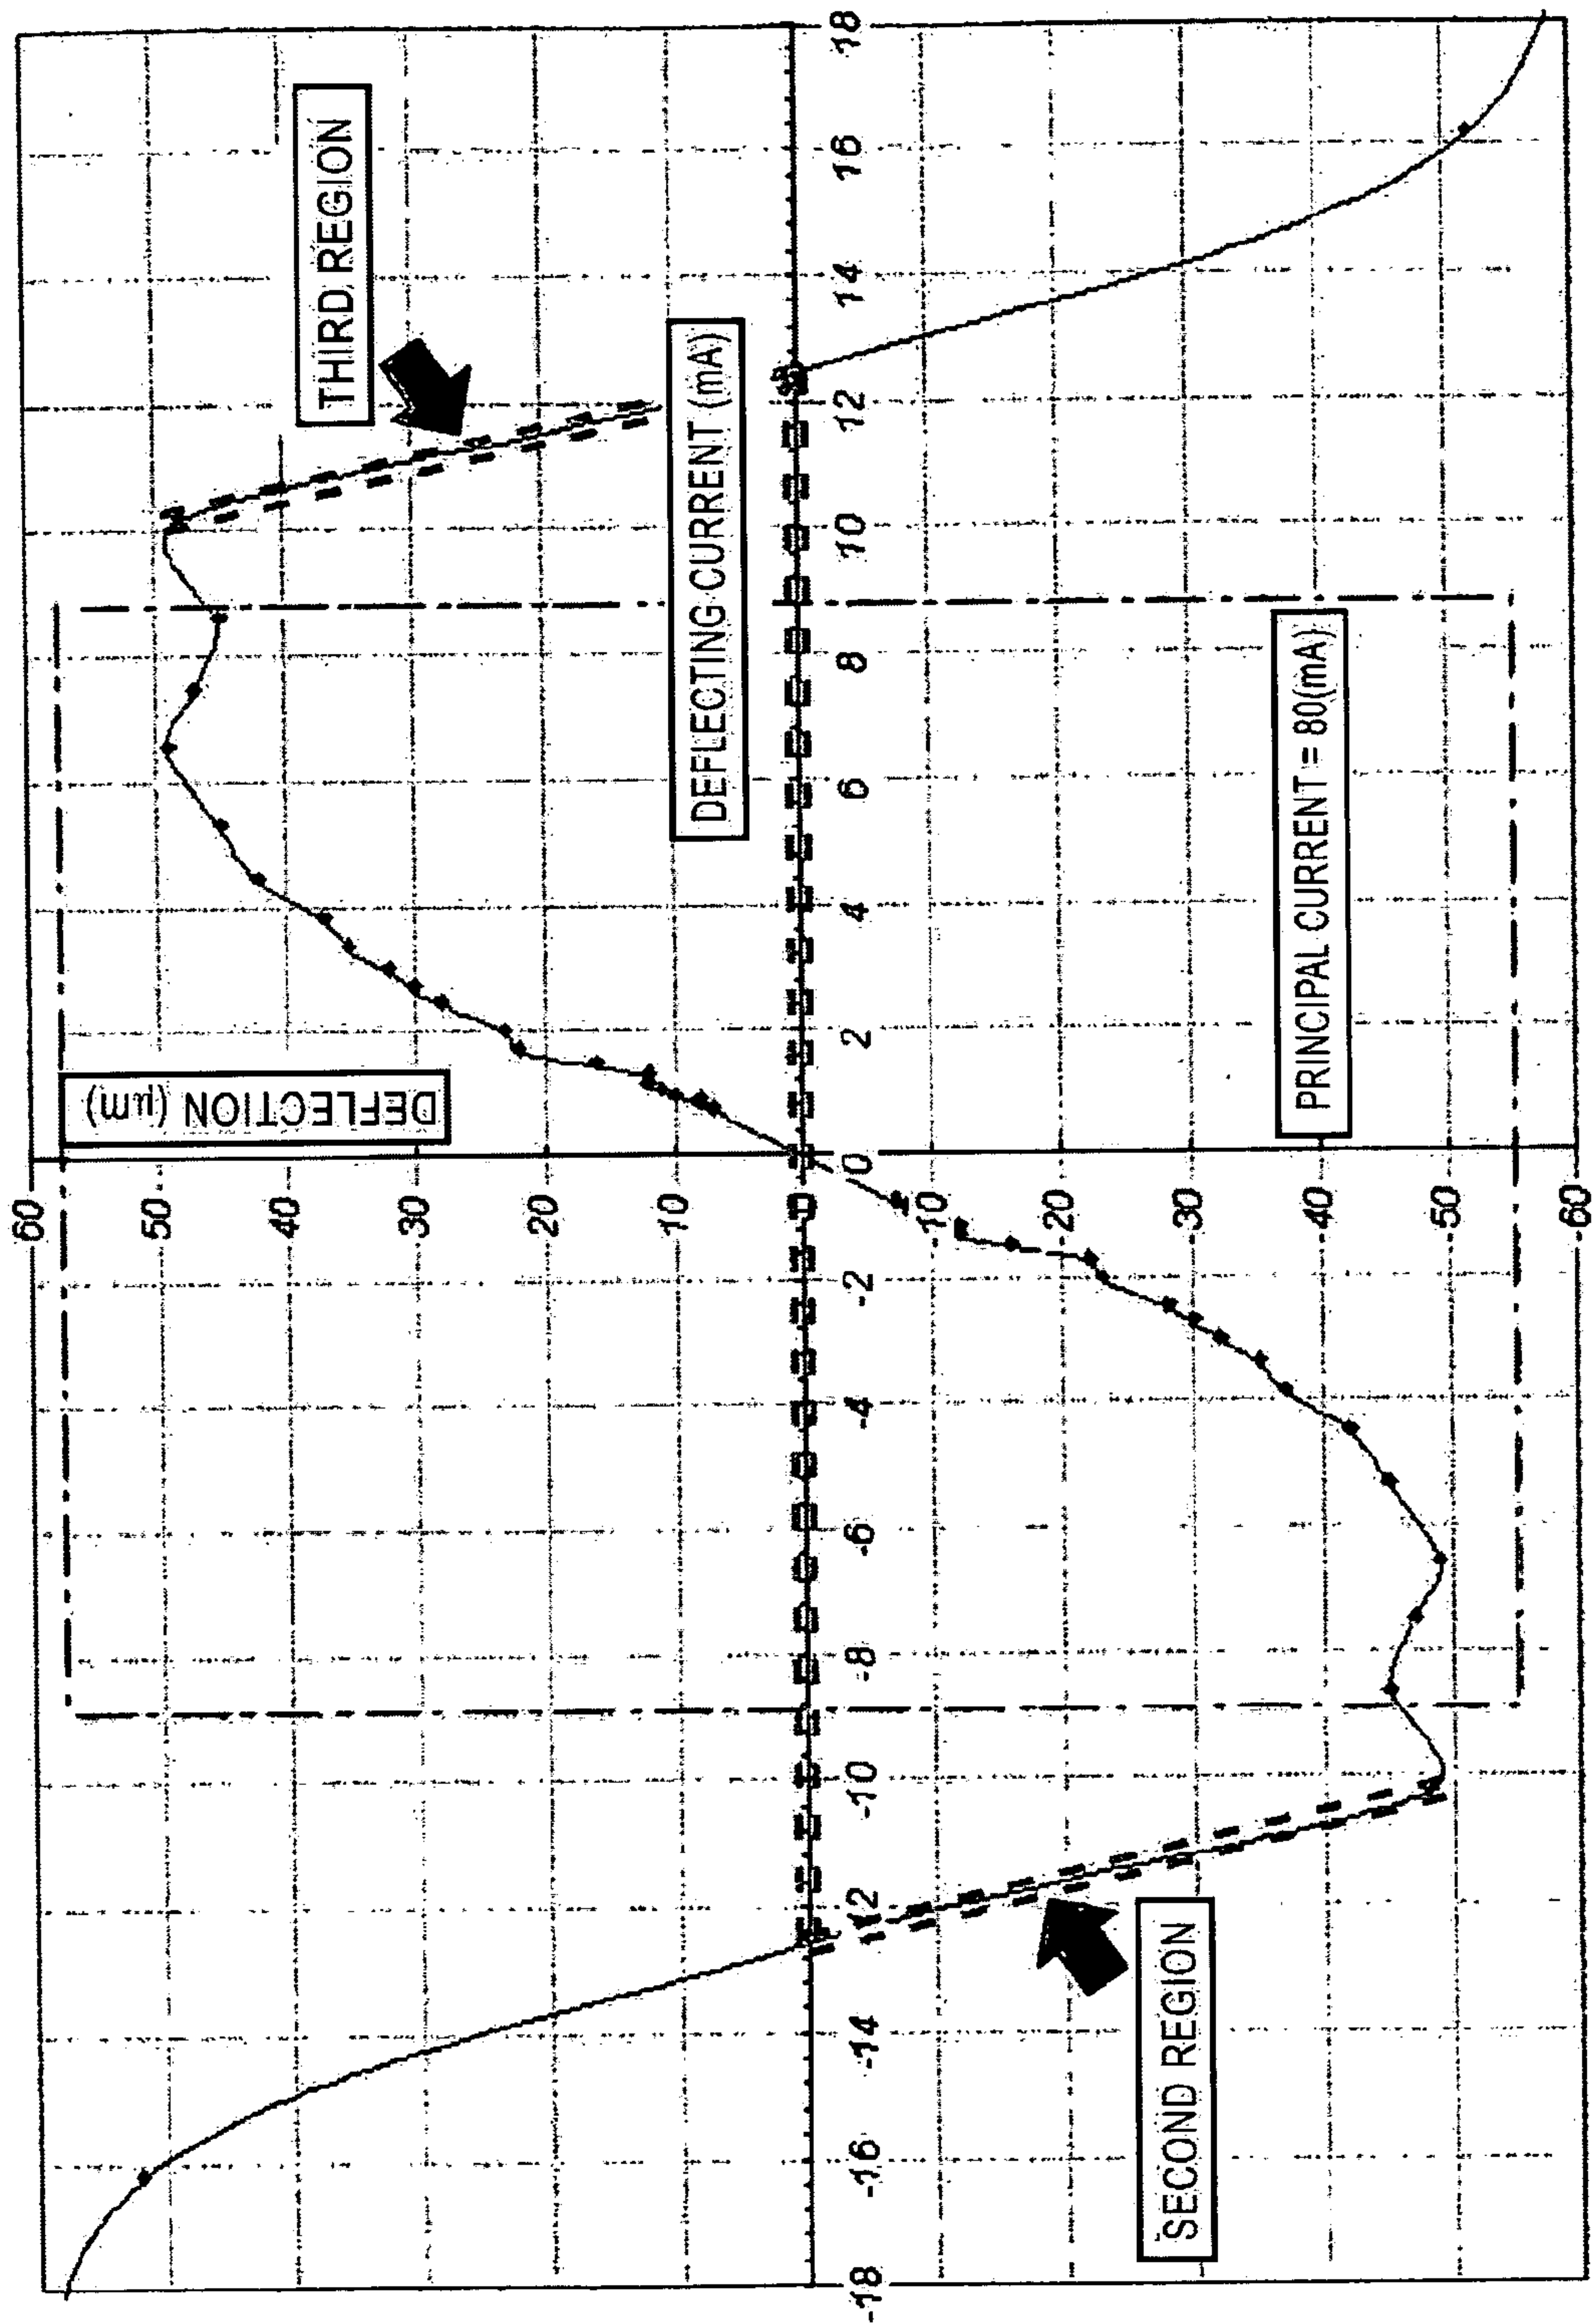 60
50
40
30
20
10
0
10
20
30
40
50
60
DEFLECTION (μm)
THIRD REGION
DEFLECTING CURRENT (mA)
-18 -16 -14 12 -10 -8 -6 -4 -2 0 2 4 6 8 10 12 14 16 18
SECOND REGION
PRINCIPAL CURRENT = 80(mA)